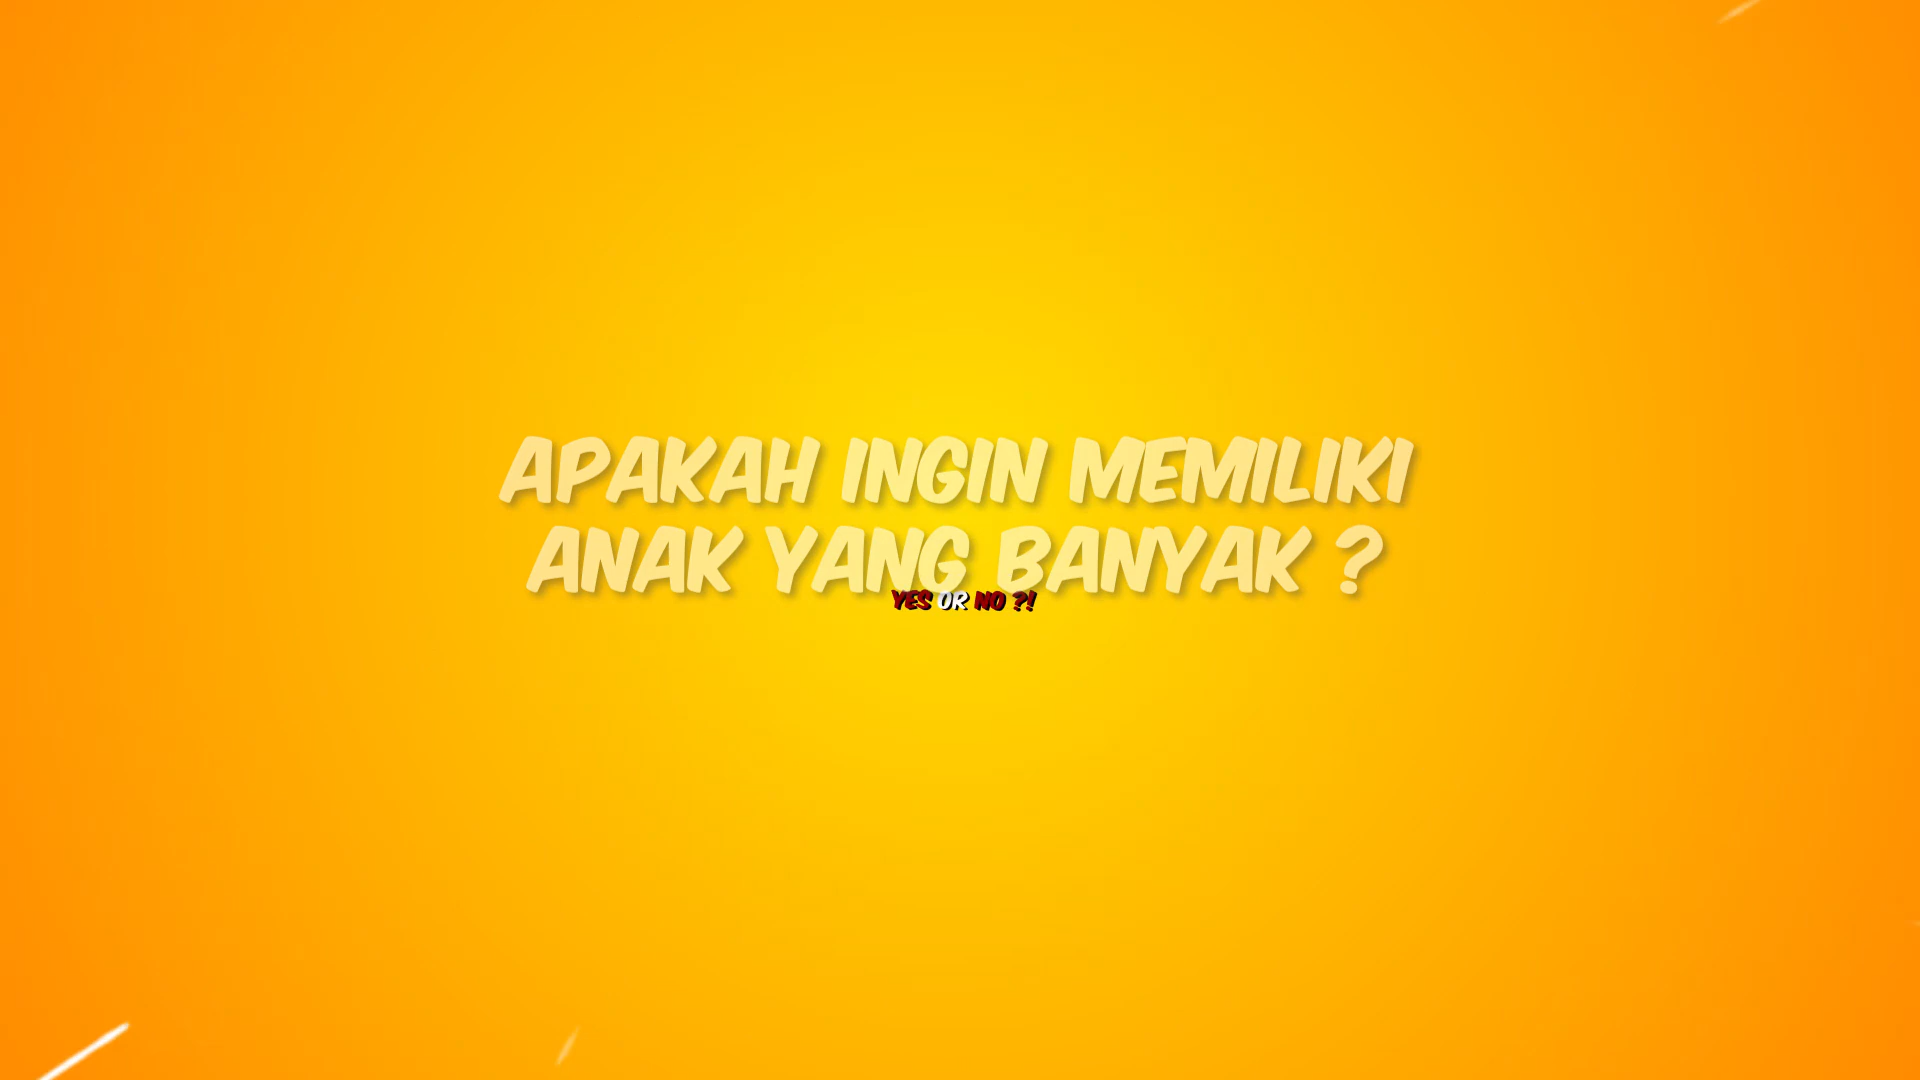 APAKAH INGIN MEMILIKI
ANAK YANG BANYAK ?
YES OR NO ?!